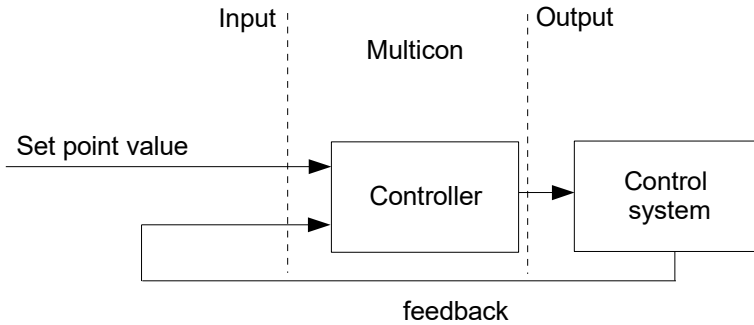 Input
Output
Multicon
Set point value
Controller
Control
system
feedback